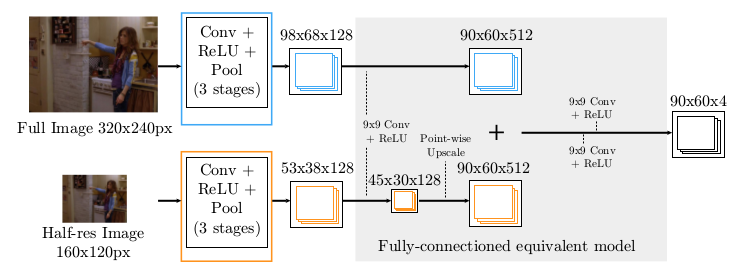 Conv +
ReLU +
Pool
(3 stages)
98x68x128
90x60x512
Full Image 320x240px
9x9 Conv
+ ReLU
Point-wise
Upscale
+
9x9 Conv
+ ReLU
9x9 Conv
+ ReLU
90x60x4
Conv +
ReLU +
Pool
(3 stages)
53x38x128
45x30x128
90x60x512
Half-res Image
160x120px
Fully-connectioned equivalent model